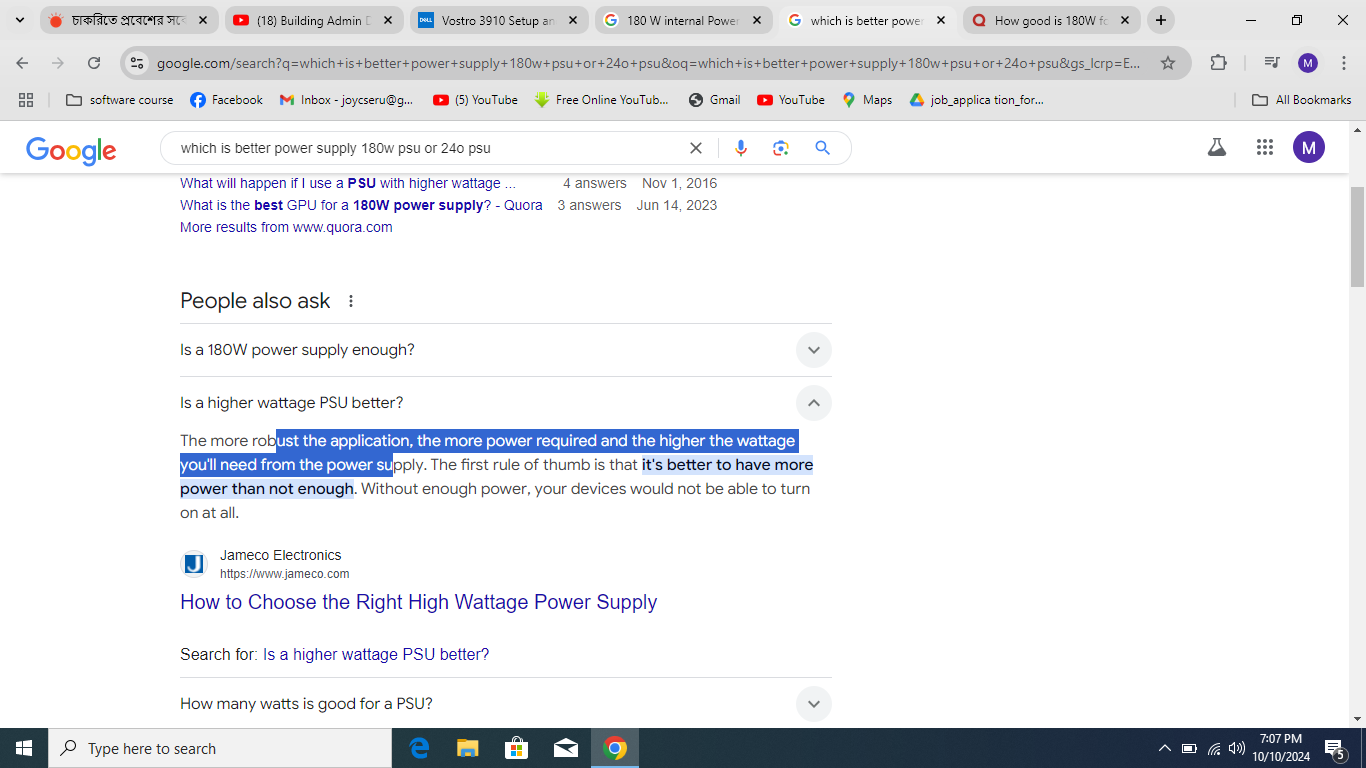 চাকরিতে প্রবেশের সবে
(18) Building Admin D
DELL
Vostro 3910 Setup an
180 W internal Power
which is better power
How good is 180W fo
google.com/search?q=which+is+better+power+supply+180w+psu+or+24o+psu&oq=which+is+better+power+supply+180w+psu+or+24o+psu&gs_lcrp=E...
M
software course
Facebook
Inbox - joycseru@g...
(5) YouTube
Free Online YouTub...
Gmail
YouTube
Maps
job_applica tion_for...
All Bookmarks
Google
which is better power supply 180w psu or 24o psu
M
What will happen if I use a PSU with higher wattage ... 4 answers Nov 1, 2016
What is the best GPU for a 180W power supply? - Quora 3 answers Jun 14, 2023
More results from www.quora.com
People also ask
Is a 180W power supply enough?
Is a higher wattage PSU better?
The more robust the application, the more power required and the higher the wattage
you'll need from the power supply. The first rule of thumb is that it's better to have more
power than not enough. Without enough power, your devices would not be able to turn
on at all.
J
Jameco Electronics
https://www.jameco.com
How to Choose the Right High Wattage Power Supply
Search for: Is a higher wattage PSU better?
How many watts is good for a PSU?
Type here to search
7:07 PM
10/10/2024
5